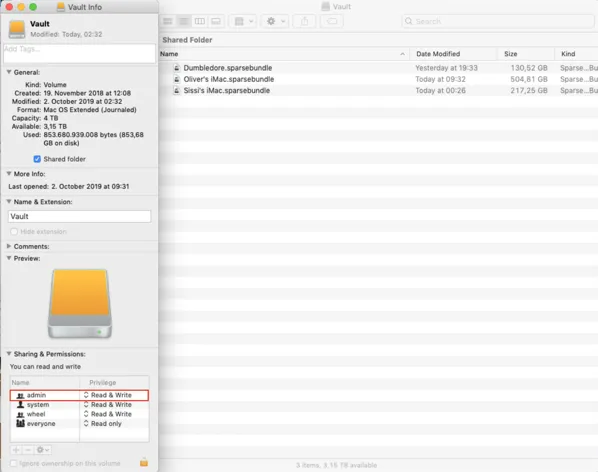 Vault Info
Vault
Modified: Today, 02:32
Add Tags...
General:
Kind: Volume
Created: 19. November 2018 at 12:08
Modified: 2. October 2019 at 02:32
Format: Mac OS Extended (Journaled)
Capacity: 4 TB
Available: 3,15 TB
Used: 853.680.939.008 bytes (853,68
GB on disk)
Shared folder
More Info:
Last opened: 2. October 2019 at 09:31
Name & Extension:
Vault
Hide extension
Comments:
Preview:
Sharing & Permissions:
You can read and write
Name Privilege
admin Read & Write
system Read & Write
wheel Read & Write
everyone Read only
Ignore ownership on this volume
Vault
Search
Shared Folder
Name Date Modified Size Kind
Dumbledore.sparsebundle Yesterday at 19:33 130,52 GB Sparse...Bu
Oliver's iMac.sparsebundle Today at 09:32 504,81 GB Sparse...Bu
Sissi's iMac.sparsebundle Today at 00:26 217,25 GB Sparse...Bu
3 items, 3,15 TB available